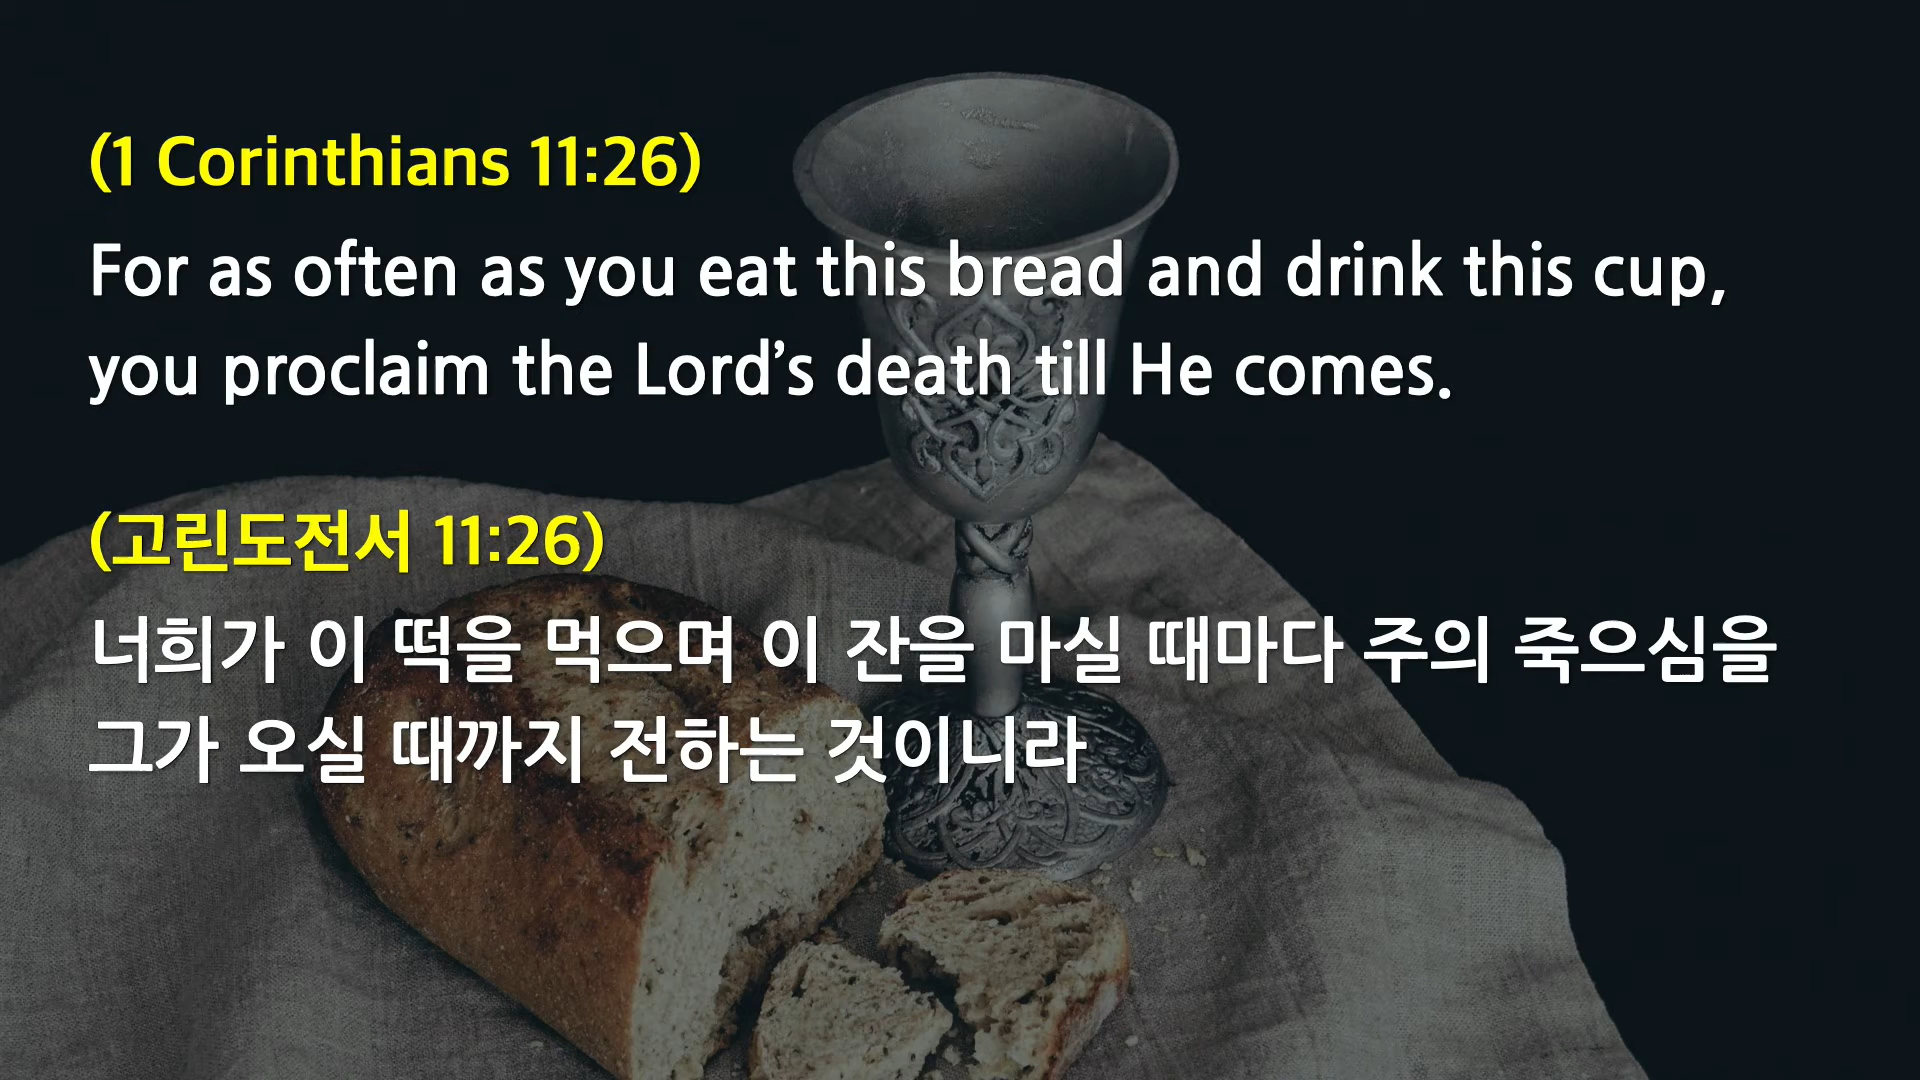 (1 Corinthians 11:26)
For as often as you eat this bread and drink this cup,
you proclaim the Lord’s death till He comes.
(고린도전서 11:26)
너희가 이 떡을 먹으며 이 잔을 마실 때마다 주의 죽으심을
그가 오실 때까지 전하는 것이니라